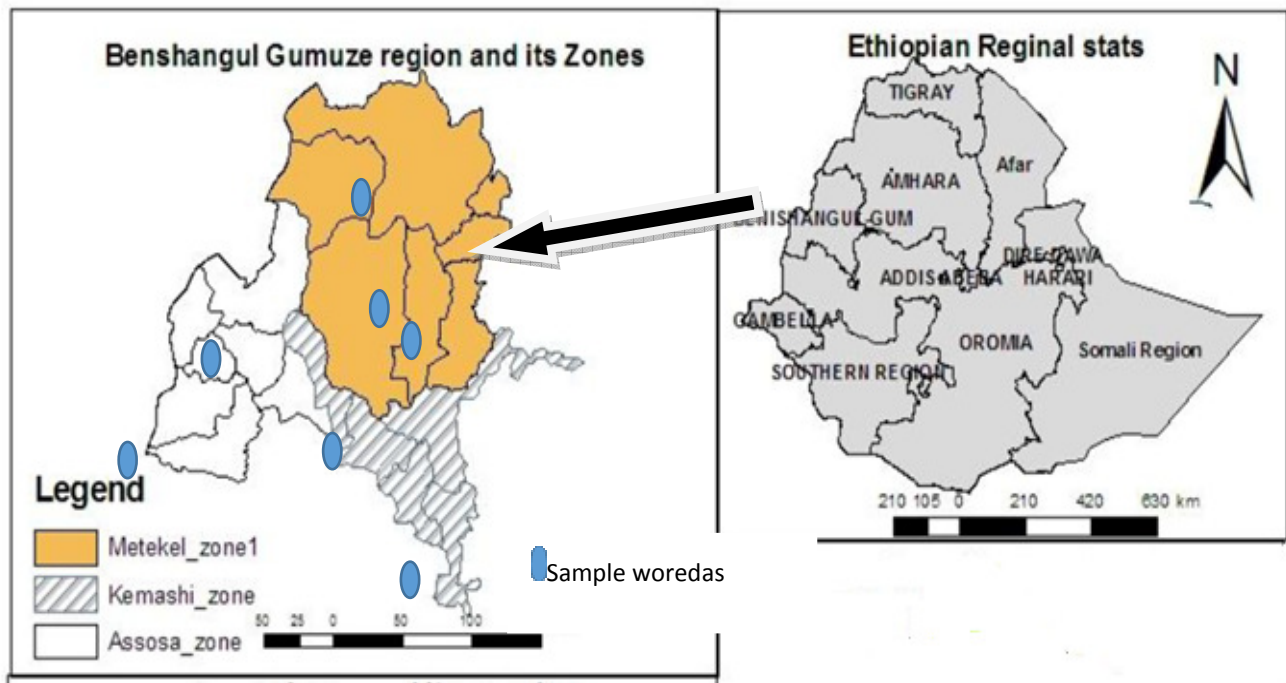 Benshangul Gumuze region and its Zones
Legend
Metekel_zone1
Kemashi_zone
Assosa_zone
50 25 0 50 100
Sample woredas
Ethiopian Reginal stats
N
TIGRAY
Afar
AMHARA
BENISHANGUL GUM
DIRE DAWA
ADDIS ABEBA HARARI
GAMBELLA
OROMIA
Somali Region
SOUTHERN REGION
210 105 0 210 420 630 km